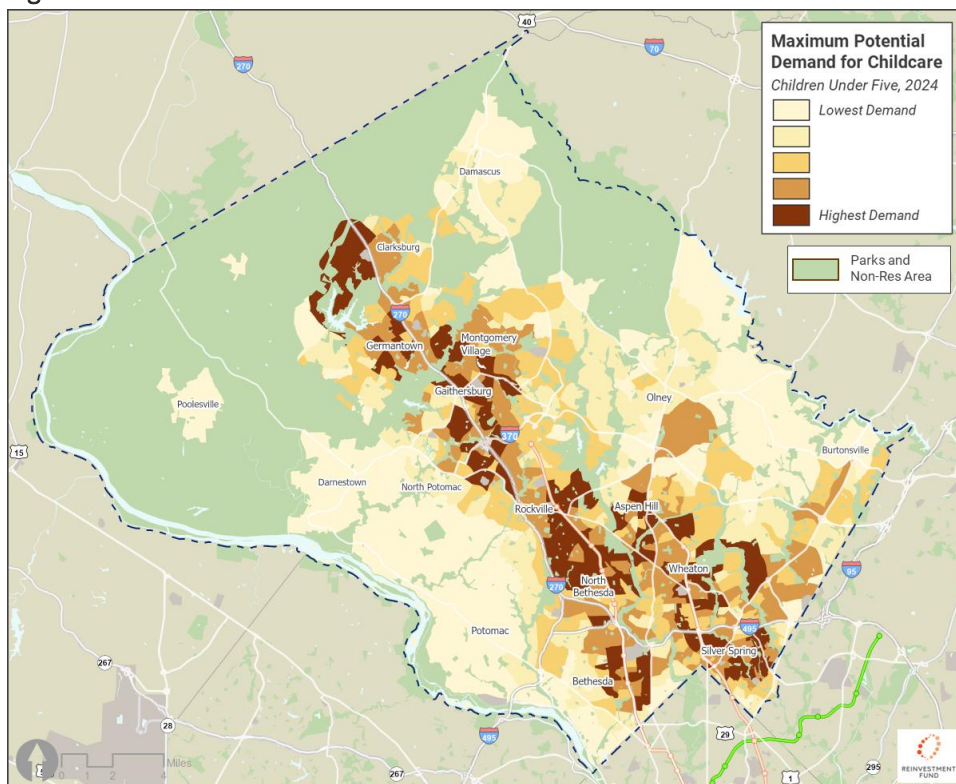 40
70
270
Maximum Potential
Demand for Childcare
Children Under Five, 2024
Lowest Demand
Highest Demand
Parks and
Non-Res Area
Damascus
Clarksburg
270
Germantown
Montgomery
Village
Gaithersburg
Poolesville
Olney
15
370
Burtonsville
Darnestown
North Potomac
Rockville
Aspen Hill
Wheaton
95
270
North
Bethesda
495
Potomac
Silver Spring
Bethesda
267
267
28
29
495
1
295
0 2 4
Miles
REINVESTMENT
FUND